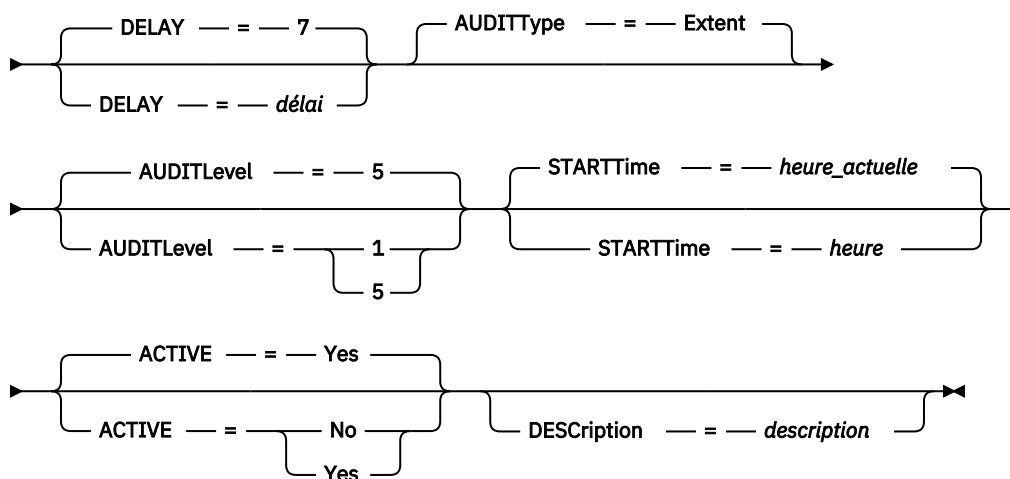 DELAY = 7
AUDITType = Extent
DELAY = délai
AUDITLevel = 5
STARTTime = heure_actuelle
AUDITLevel = 1
STARTTime = heure
5
ACTIVE = Yes
ACTIVE = No
DESCription = description
Yes